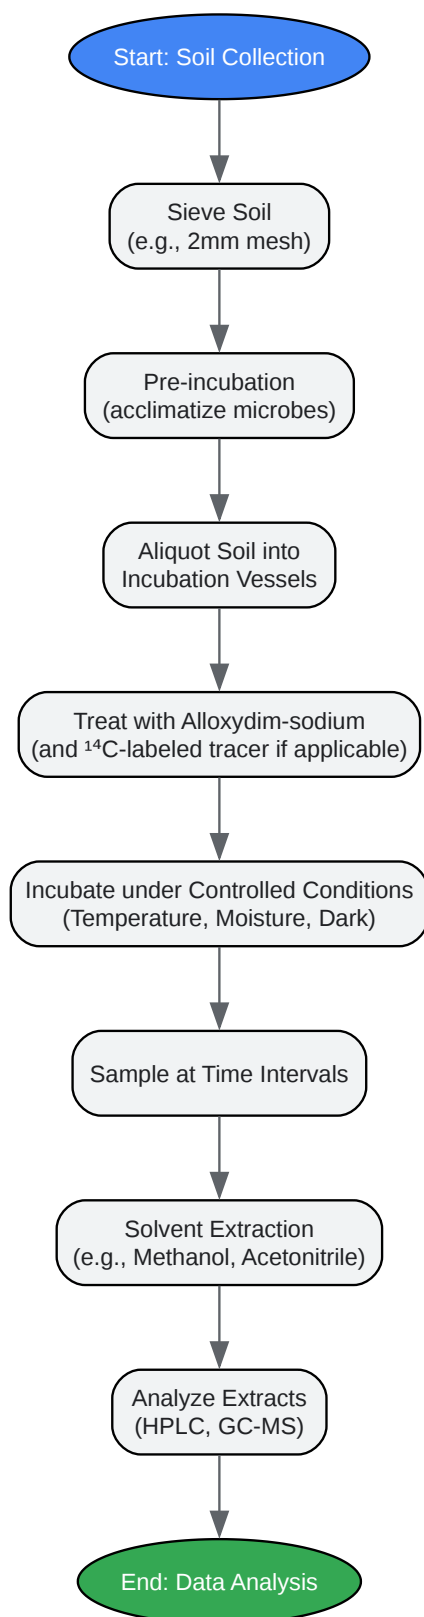 Start: Soil Collection
Sieve Soil
(e.g., 2mm mesh)
Pre-incubation
(acclimatize microbes)
Aliquot Soil into
Incubation Vessels
Treat with Alloxydim-sodium
(and ¹⁴C-labeled tracer if applicable)
Incubate under Controlled Conditions
(Temperature, Moisture, Dark)
Sample at Time Intervals
Solvent Extraction
(e.g., Methanol, Acetonitrile)
Analyze Extracts
(HPLC, GC-MS)
End: Data Analysis